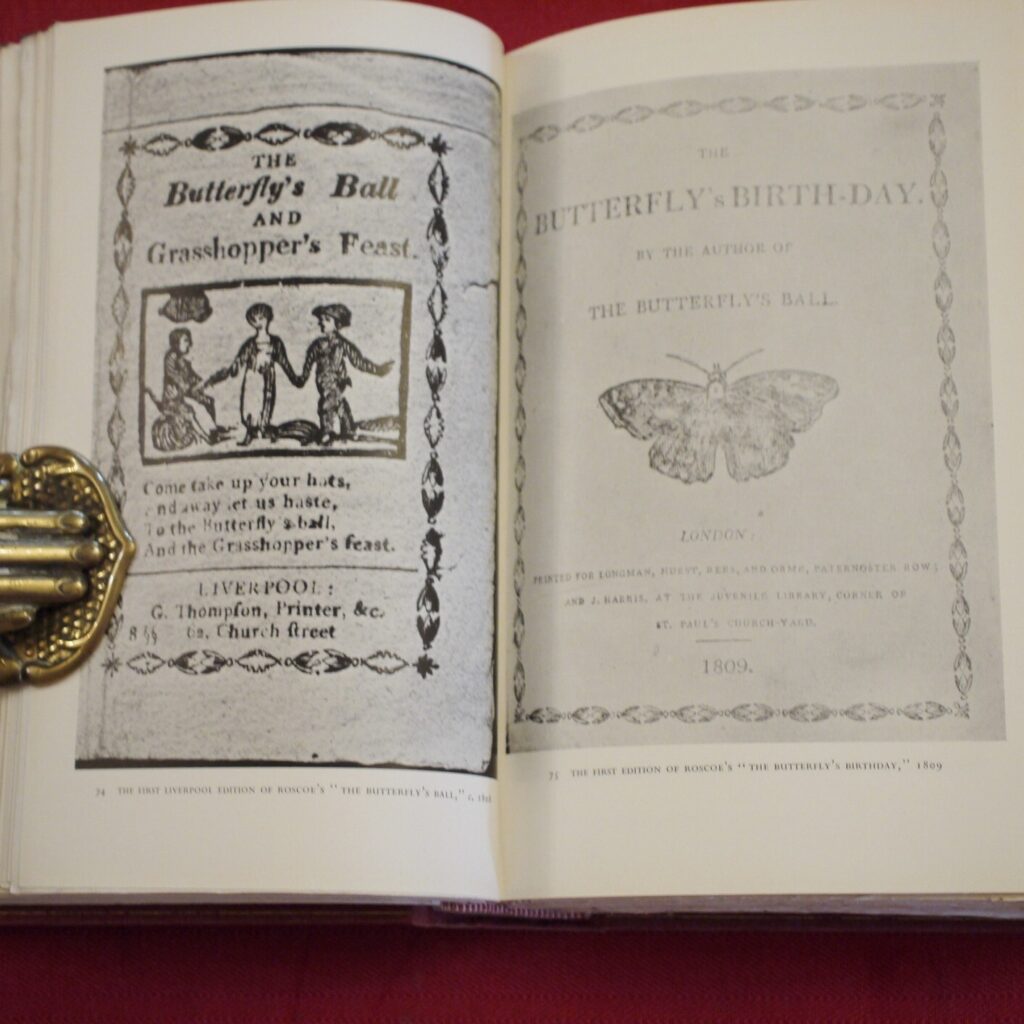 THE
Butterfly's Ball
AND
Grasshopper's Feast.
Come take up your hats,
nd away let us haste,
To the Butterfly's ball,
And the Grasshopper's feast.
LIVERPOOL:
G. Thompſon, Printer, &c.
Church ſtreet
74 THE FIRST LIVERPOOL EDITION OF ROSCOE'S "THE BUTTERFLY'S BALL," c.
THE
BUTTERFLY's BIRTH-DAY.
BY THE AUTHOR OF
THE BUTTERFLY'S BALL.
LONDON:
PRINTED FOR LONGMAN, HURST, REES, AND ORME, PATERNOSTER ROW;
AND J. HARRIS, AT THE JUVENILE LIBRARY, CORNER OF
ST. PAUL'S CHURCH-YARD.
1809.
75 THE FIRST EDITION OF ROSCOE'S "THE BUTTERFLY'S BIRTHDAY," 1809